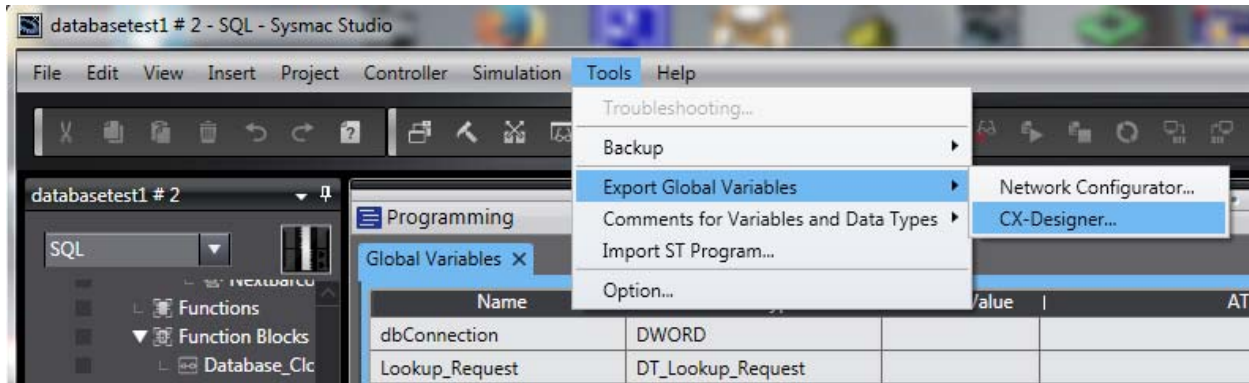 databasetest1 # 2 - SQL - Sysmac Studio
File Edit View Insert Project Controller Simulation Tools Help
Troubleshooting...
Backup
Export Global Variables
Network Configurator...
Comments for Variables and Data Types
CX-Designer...
Import ST Program...
Option...
databasetest1 # 2
SQL
Functions
Function Blocks
Database_Clc
Programming
Global Variables
Name AT
dbConnection DWORD
Lookup_Request DT_Lookup_Request